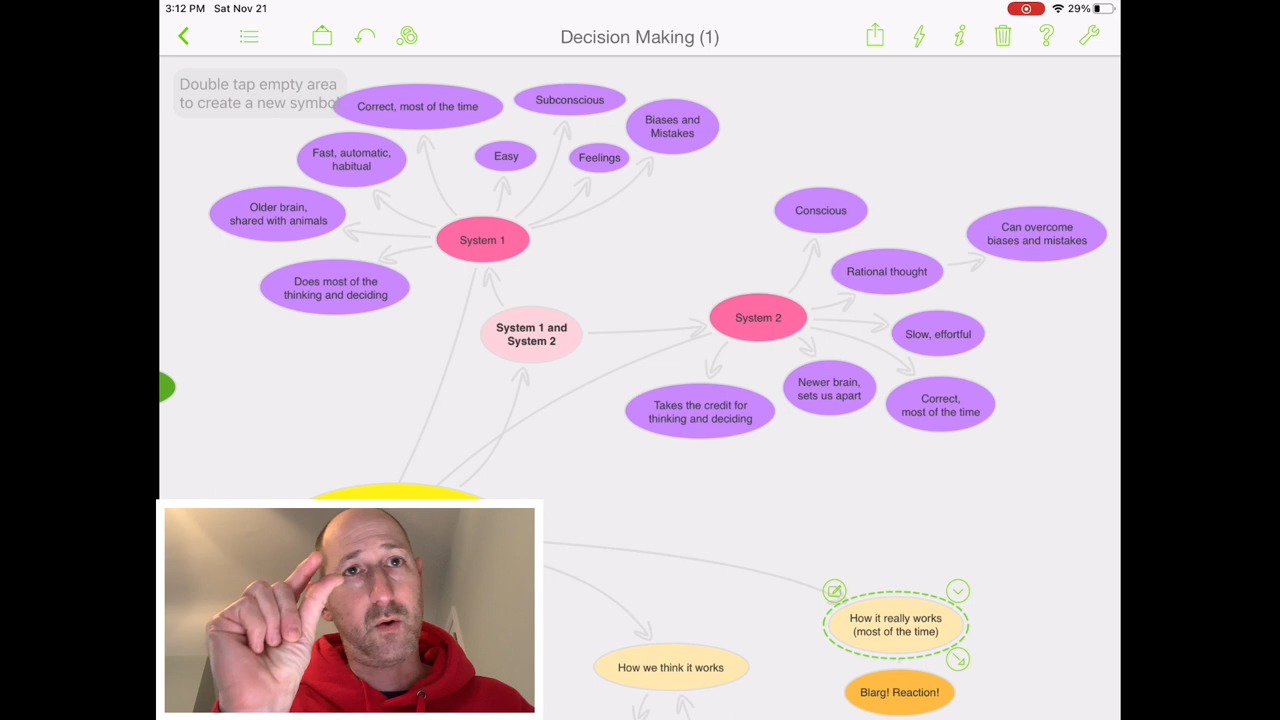 3:12 PM Sat Nov 21
29%
Decision Making (1)
Double tap empty area
to create a new symbol
Correct, most of the time
Subconscious
Biases and
Mistakes
Fast, automatic,
habitual
Easy
Feelings
Older brain,
shared with animals
System 1
Does most of the
thinking and deciding
Conscious
Can overcome
biases and mistakes
Rational thought
System 1 and
System 2
System 2
Slow, effortful
Newer brain,
sets us apart
Takes the credit for
thinking and deciding
Correct,
most of the time
How it really works
(most of the time)
How we think it works
Blarg! Reaction!